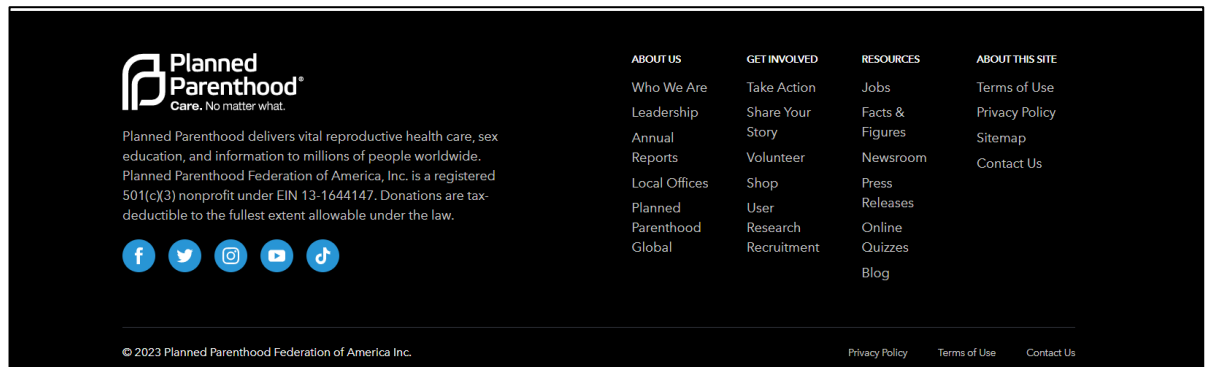 Planned
Parenthood®
Care. No matter what.
Planned Parenthood delivers vital reproductive health care, sex
education, and information to millions of people worldwide.
Planned Parenthood Federation of America, Inc. is a registered
501(c)(3) nonprofit under EIN 13-1644147. Donations are tax-
deductible to the fullest extent allowable under the law.
ABOUT US
Who We Are
Leadership
Annual
Reports
Local Offices
Planned
Parenthood
Global
GET INVOLVED
Take Action
Share Your
Story
Volunteer
Shop
User
Research
Recruitment
RESOURCES
Jobs
Facts &
Figures
Newsroom
Press
Releases
Online
Quizzes
Blog
ABOUT THIS SITE
Terms of Use
Privacy Policy
Sitemap
Contact Us
© 2023 Planned Parenthood Federation of America Inc.
Privacy Policy
Terms of Use
Contact Us